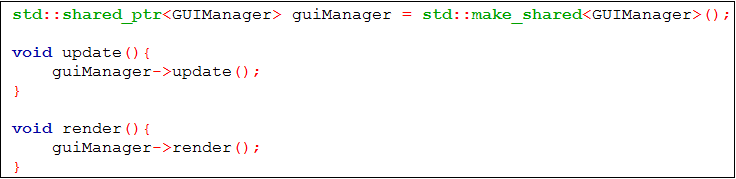 std::shared_ptr<GUIManager> guiManager = std::make_shared<GUIManager>();
void update(){
    guiManager->update();
}
void render(){
    guiManager->render();
}